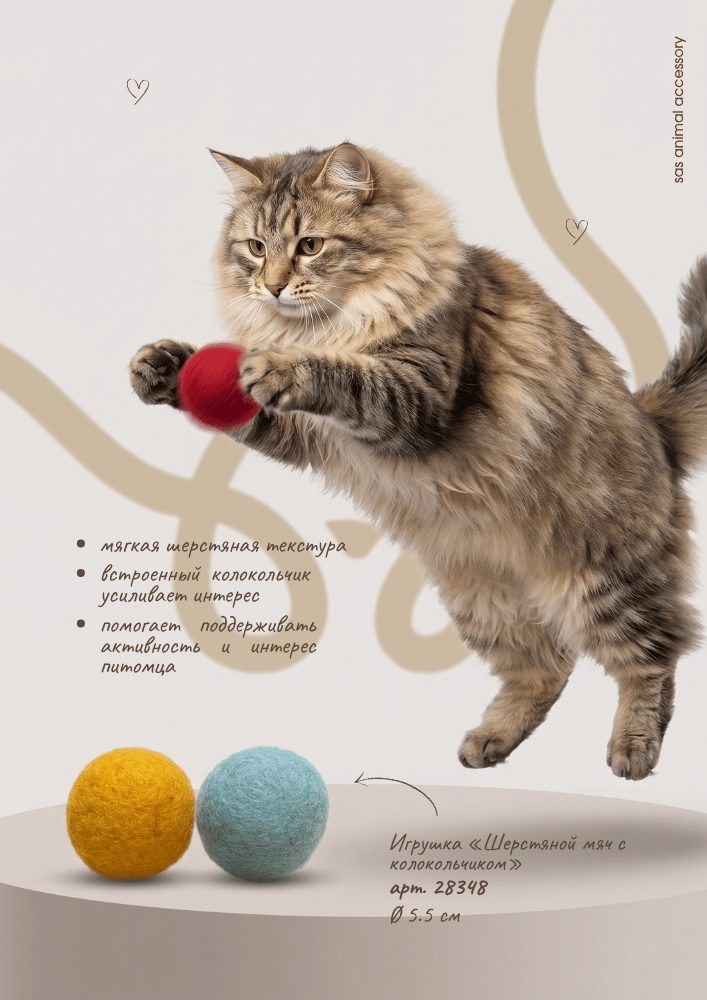 sas animal accessory
мягкая шерстяная текстура
встроенный колокольчик
усиливает интерес
помогает поддерживать
активность и интерес
питомца
Игрушка «Шерстяной мяч с
колокольчиком»
арт. 28348
Ø 5.5 см